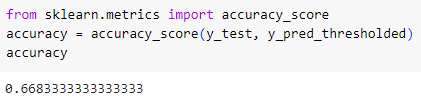 from sklearn.metrics import accuracy_score
accuracy = accuracy_score(y_test, y_pred_thresholded)
accuracy
0.6683333333333333